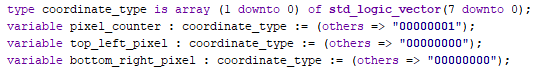 type coordinate_type is array (1 downto 0) of std_logic_vector(7 downto 0);
variable pixel_counter : coordinate_type := (others => "00000001");
variable top_left_pixel : coordinate_type := (others => "00000000");
variable bottom_right_pixel : coordinate_type := (others => "00000000");